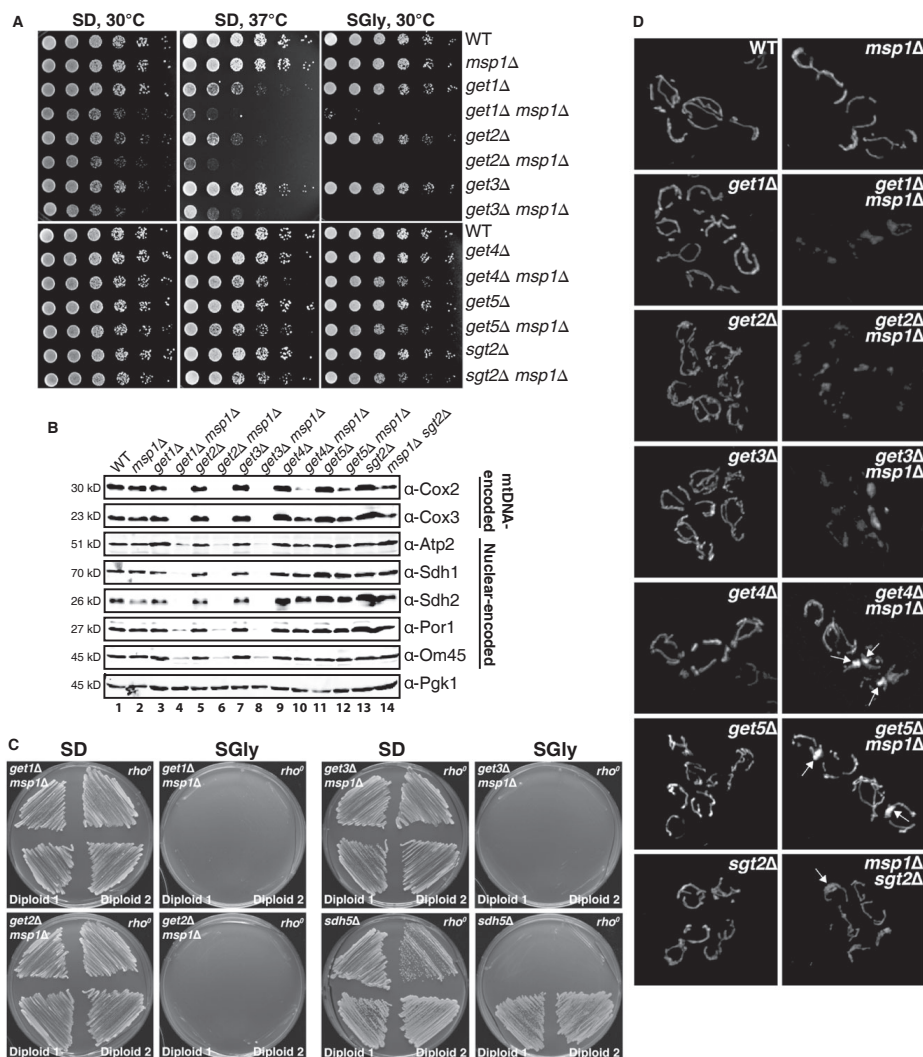 A
SD, 30°C SD, 37°C SGly, 30°C
WT
msp1Δ
get1Δ
get1Δ msp1Δ
get2Δ
get2Δ msp1Δ
get3Δ
get3Δ msp1Δ
WT
get4Δ
get4Δ msp1Δ
get5Δ
get5Δ msp1Δ
sgt2Δ
sgt2Δ msp1Δ
B
WT msp1Δ get1Δ get1Δ msp1Δ get2Δ get2Δ msp1Δ get3Δ get3Δ msp1Δ get4Δ get4Δ msp1Δ get5Δ get5Δ msp1Δ sgt2Δ msp1Δ sgt2Δ
30 kD α-Cox2
23 kD α-Cox3
51 kD α-Atp2
70 kD α-Sdh1
26 kD α-Sdh2
27 kD α-Por1
45 kD α-Om45
45 kD α-Pgk1
mtDNA-
encoded
Nuclear-encoded
1 2 3 4 5 6 7 8 9 10 11 12 13 14
C
SD SGly SD SGly
get1Δ rho⁰ get1Δ rho⁰ get3Δ rho⁰ get3Δ rho⁰
msp1Δ msp1Δ msp1Δ msp1Δ
Diploid 1 Diploid 2 Diploid 1 Diploid 2 Diploid 1 Diploid 2 Diploid 1 Diploid 2
get2Δ rho⁰ get2Δ rho⁰ sdh5Δ rho⁰ sdh5Δ rho⁰
msp1Δ msp1Δ
Diploid 1 Diploid 2 Diploid 1 Diploid 2 Diploid 1 Diploid 2 Diploid 1 Diploid 2
D
WT msp1Δ
get1Δ get1Δ
msp1Δ
get2Δ get2Δ
msp1Δ
get3Δ get3Δ
msp1Δ
get4Δ get4Δ
msp1Δ
get5Δ get5Δ
msp1Δ
sgt2Δ msp1Δ
sgt2Δ